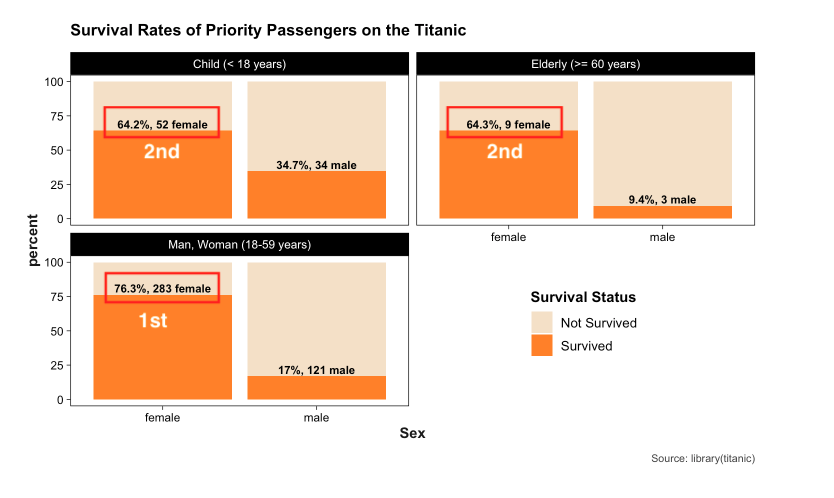 Survival Rates of Priority Passengers on the Titanic
Child (< 18 years)
100
75
50
25
0
64.2%, 52 female
2nd
34.7%, 34 male
Elderly (>= 60 years)
64.3%, 9 female
2nd
9.4%, 3 male
female
male
percent
Man, Woman (18-59 years)
100
75
50
25
0
76.3%, 283 female
1st
17%, 121 male
female
male
Sex
Survival Status
Not Survived
Survived
Source: library(titanic)